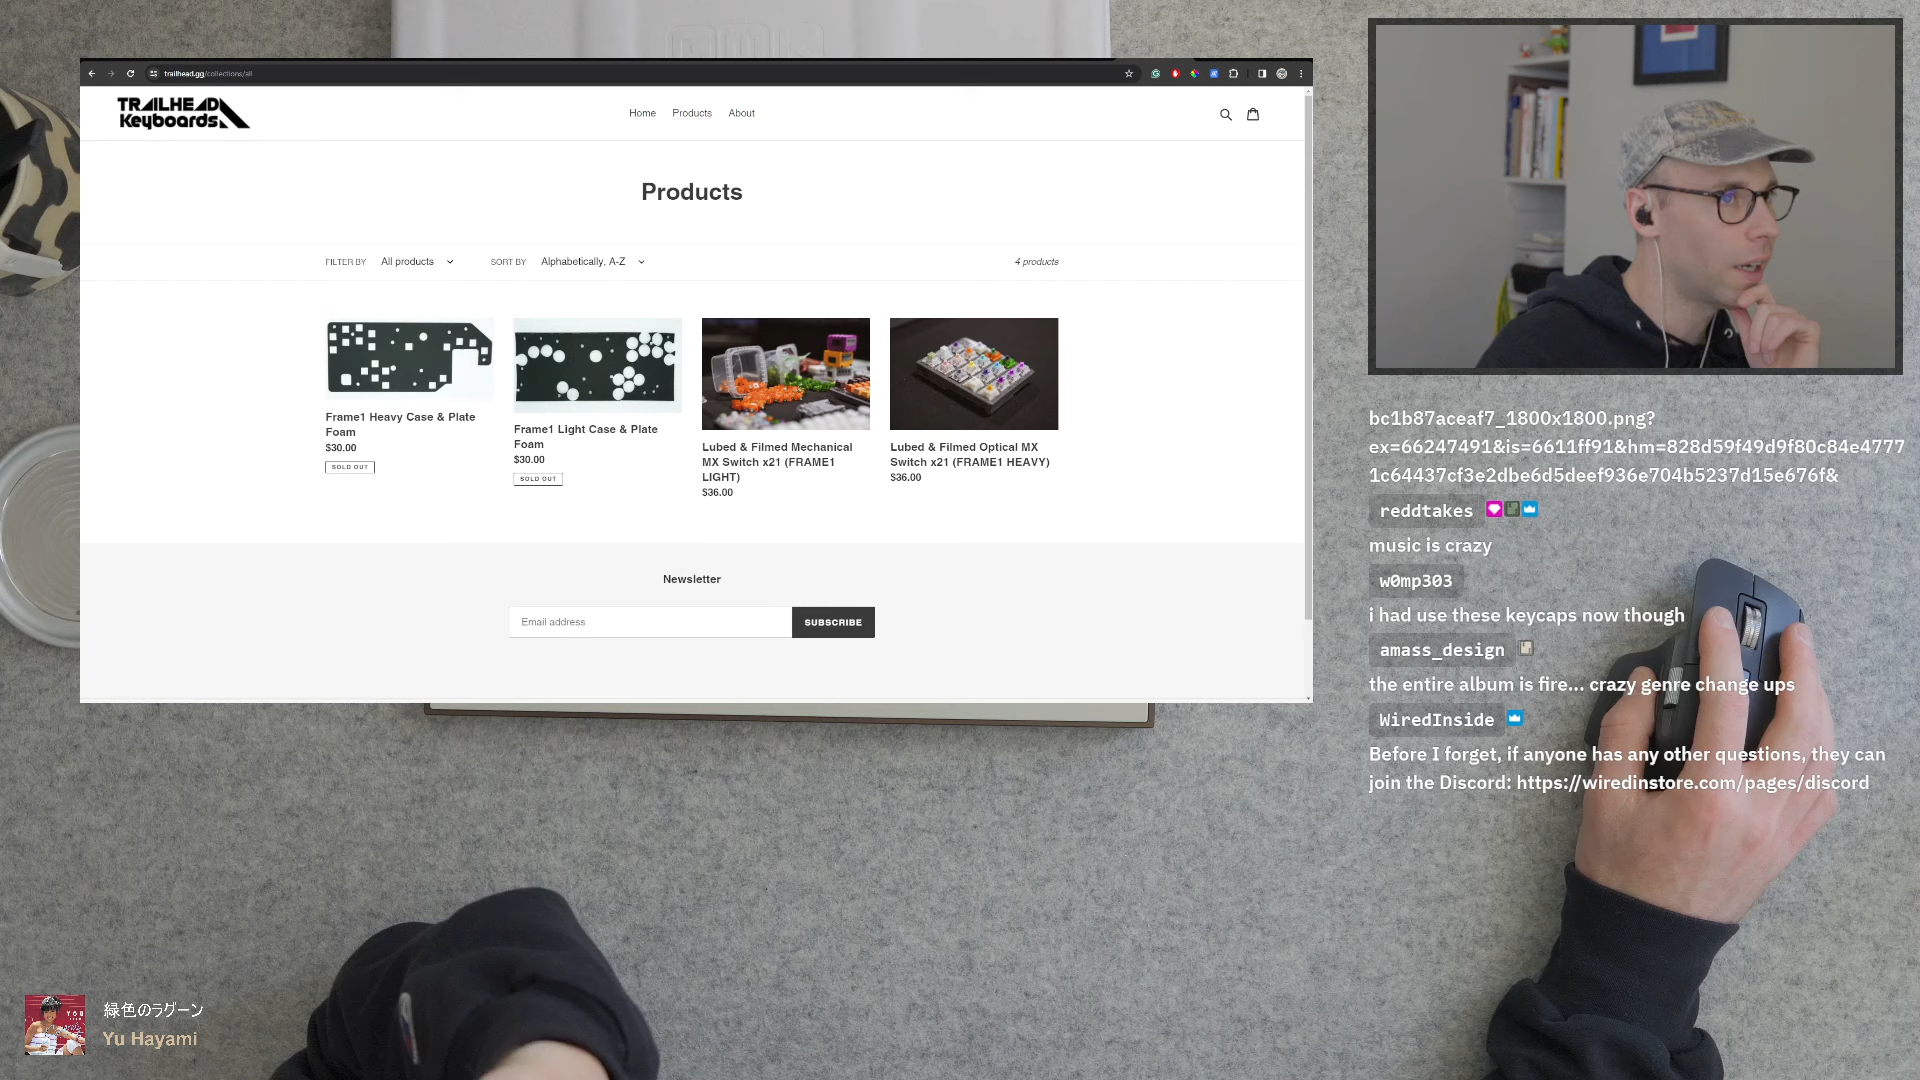 trailhead.gg/collections/all
TRAILHEAD
Keyboards
Home
Products
About
Products
FILTER BY
All products
SORT BY
Alphabetically, A-Z
4 products
Frame1 Heavy Case & Plate
Foam
$30.00
SOLD OUT
Frame1 Light Case & Plate
Foam
$30.00
SOLD OUT
Lubed & Filmed Mechanical
MX Switch x21 (FRAME1
LIGHT)
$36.00
Lubed & Filmed Optical MX
Switch x21 (FRAME1 HEAVY)
$36.00
Newsletter
Email address
SUBSCRIBE
bc1b87aceaf7_1800x1800.png?
ex=66247491&is=6611ff91&hm=828d59f49d9f80c84e4777
1c64437cf3e2dbe6d5deef936e704b5237d15e676f&
reddtakes
music is crazy
w0mp303
i had use these keycaps now though
amass_design
the entire album is fire... crazy genre change ups
WiredInside
Before I forget, if anyone has any other questions, they can
join the Discord: https://wiredinstore.com/pages/discord
緑色のラグーン
Yu Hayami